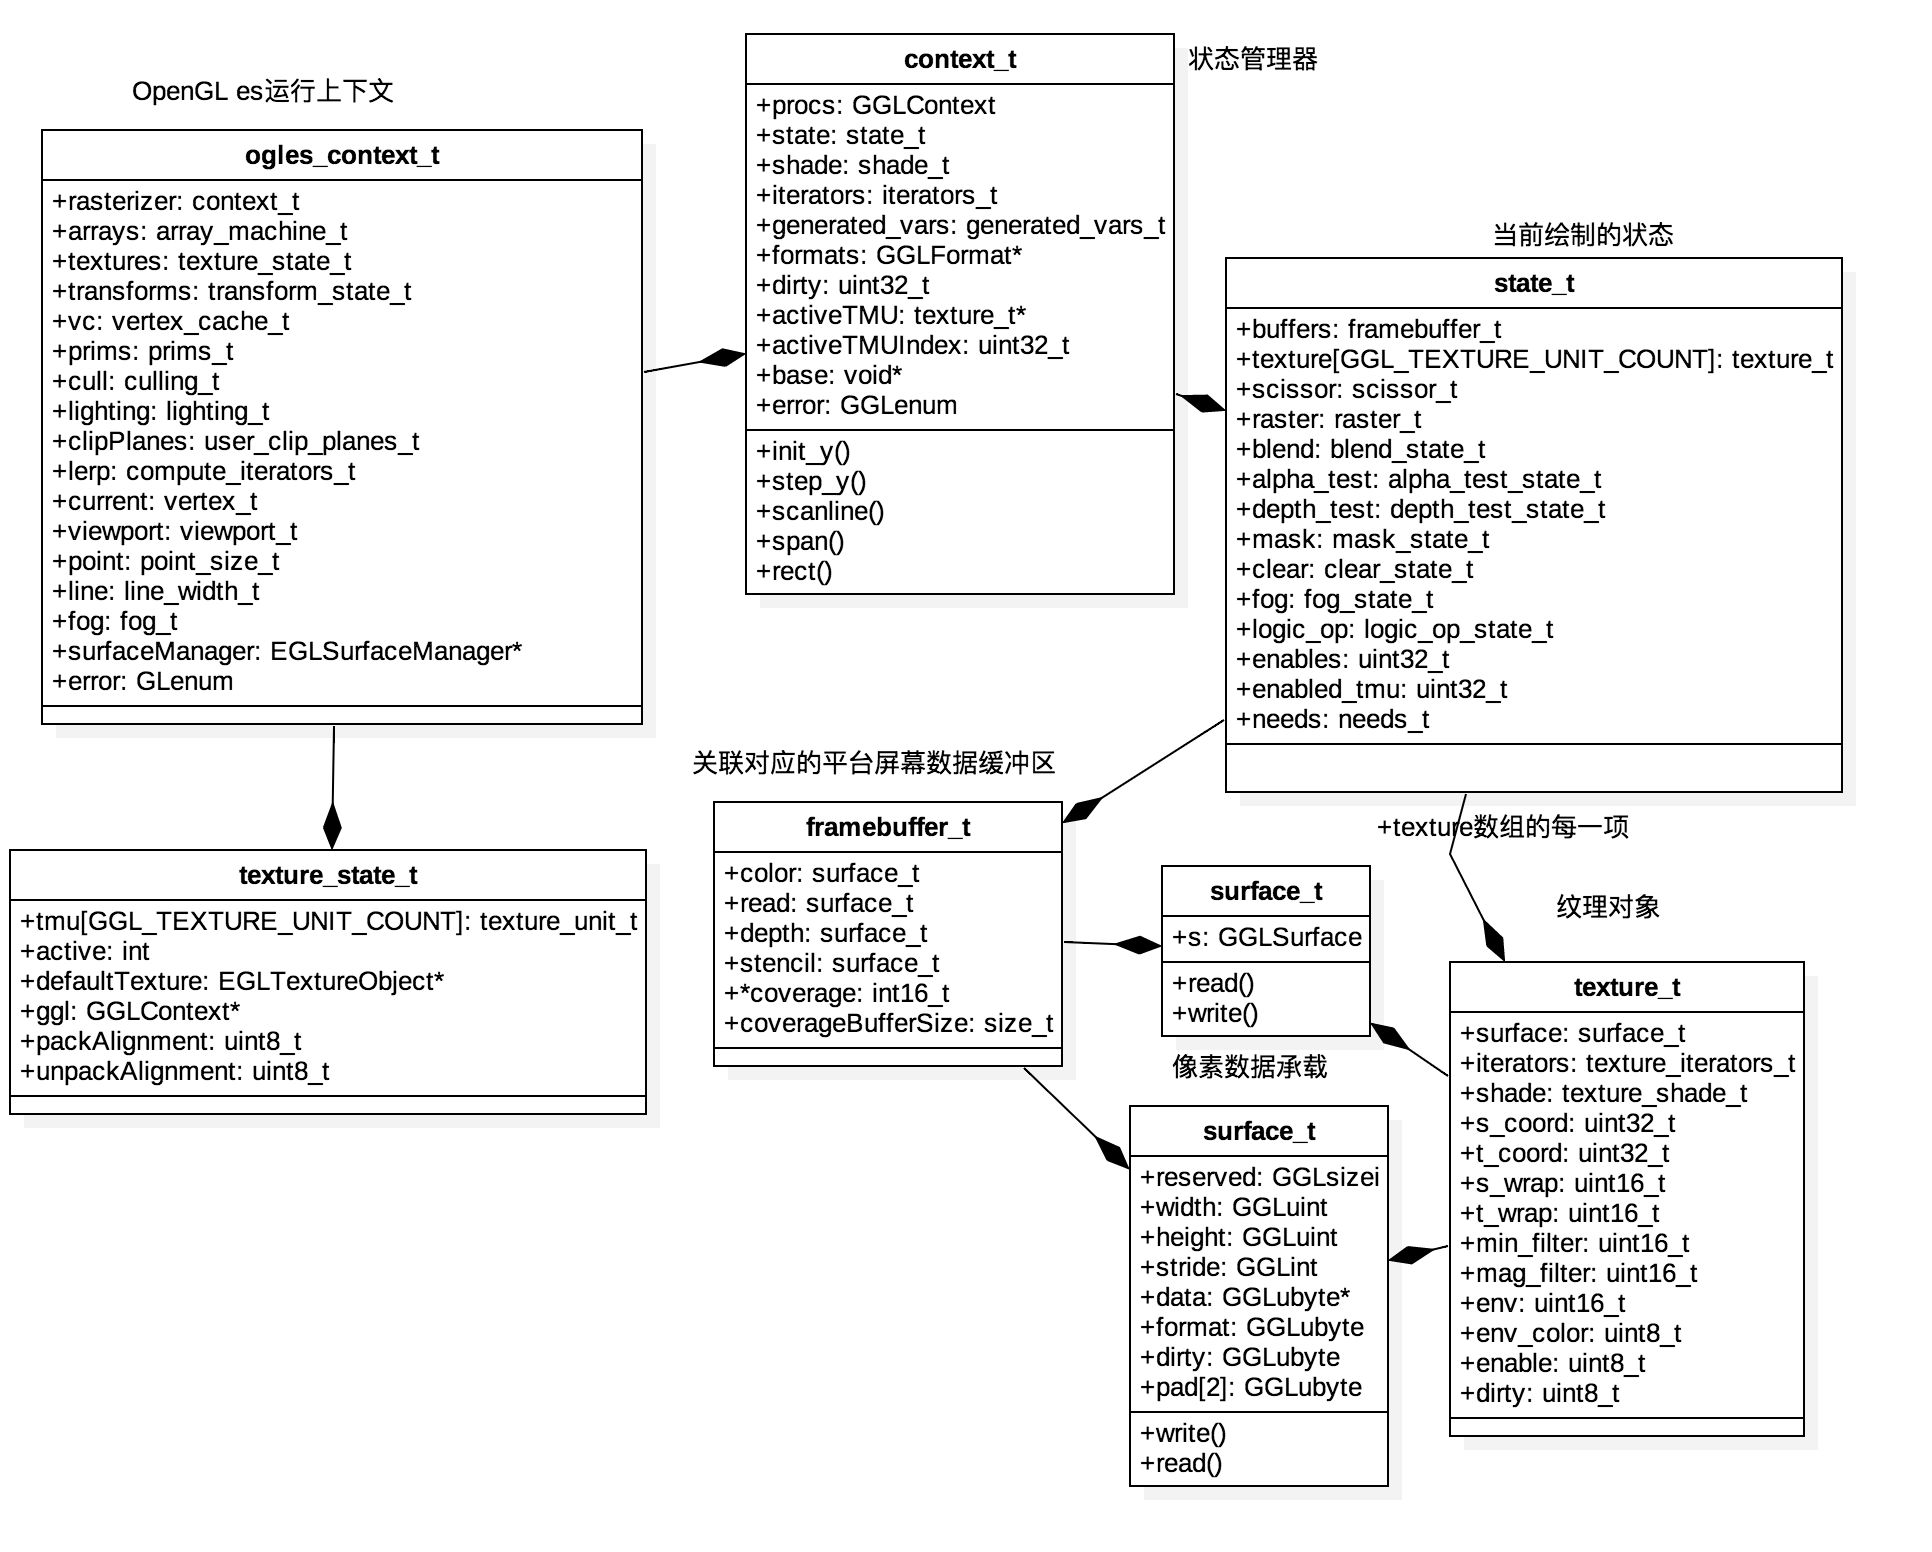 OpenGL es运行上下文
ogles_context_t
+rasterizer: context_t
+arrays: array_machine_t
+textures: texture_state_t
+transforms: transform_state_t
+vc: vertex_cache_t
+prims: prims_t
+cull: culling_t
+lighting: lighting_t
+clipPlanes: user_clip_planes_t
+lerp: compute_iterators_t
+current: vertex_t
+viewport: viewport_t
+point: point_size_t
+line: line_width_t
+fog: fog_t
+surfaceManager: EGLSurfaceManager*
+error: GLenum
context_t
+procs: GGLContext
+state: state_t
+shade: shade_t
+iterators: iterators_t
+generated_vars: generated_vars_t
+formats: GGLFormat*
+dirty: uint32_t
+activeTMU: texture_t*
+activeTMUIndex: uint32_t
+base: void*
+error: GGLenum
+init_y()
+step_y()
+scanline()
+span()
+rect()
状态管理器
当前绘制的状态
state_t
+buffers: framebuffer_t
+texture[GGL_TEXTURE_UNIT_COUNT]: texture_t
+scissor: scissor_t
+raster: raster_t
+blend: blend_state_t
+alpha_test: alpha_test_state_t
+depth_test: depth_test_state_t
+mask: mask_state_t
+clear: clear_state_t
+fog: fog_state_t
+logic_op: logic_op_state_t
+enables: uint32_t
+enabled_tmu: uint32_t
+needs: needs_t
texture_state_t
+tmu[GGL_TEXTURE_UNIT_COUNT]: texture_unit_t
+active: int
+defaultTexture: EGLTextureObject*
+ggl: GGLContext*
+packAlignment: uint8_t
+unpackAlignment: uint8_t
关联对应的平台屏幕数据缓冲区
framebuffer_t
+color: surface_t
+read: surface_t
+depth: surface_t
+stencil: surface_t
+*coverage: int16_t
+coverageBufferSize: size_t
surface_t
+s: GGLSurface
+read()
+write()
像素数据承载
surface_t
+reserved: GGLsizei
+width: GGLuint
+height: GGLuint
+stride: GGLint
+data: GGLubyte*
+format: GGLubyte
+dirty: GGLubyte
+pad[2]: GGLubyte
+write()
+read()
+texture数组的每一项
纹理对象
texture_t
+surface: surface_t
+iterators: texture_iterators_t
+shade: texture_shade_t
+s_coord: uint32_t
+t_coord: uint32_t
+s_wrap: uint16_t
+t_wrap: uint16_t
+min_filter: uint16_t
+mag_filter: uint16_t
+env: uint16_t
+env_color: uint8_t
+enable: uint8_t
+dirty: uint8_t